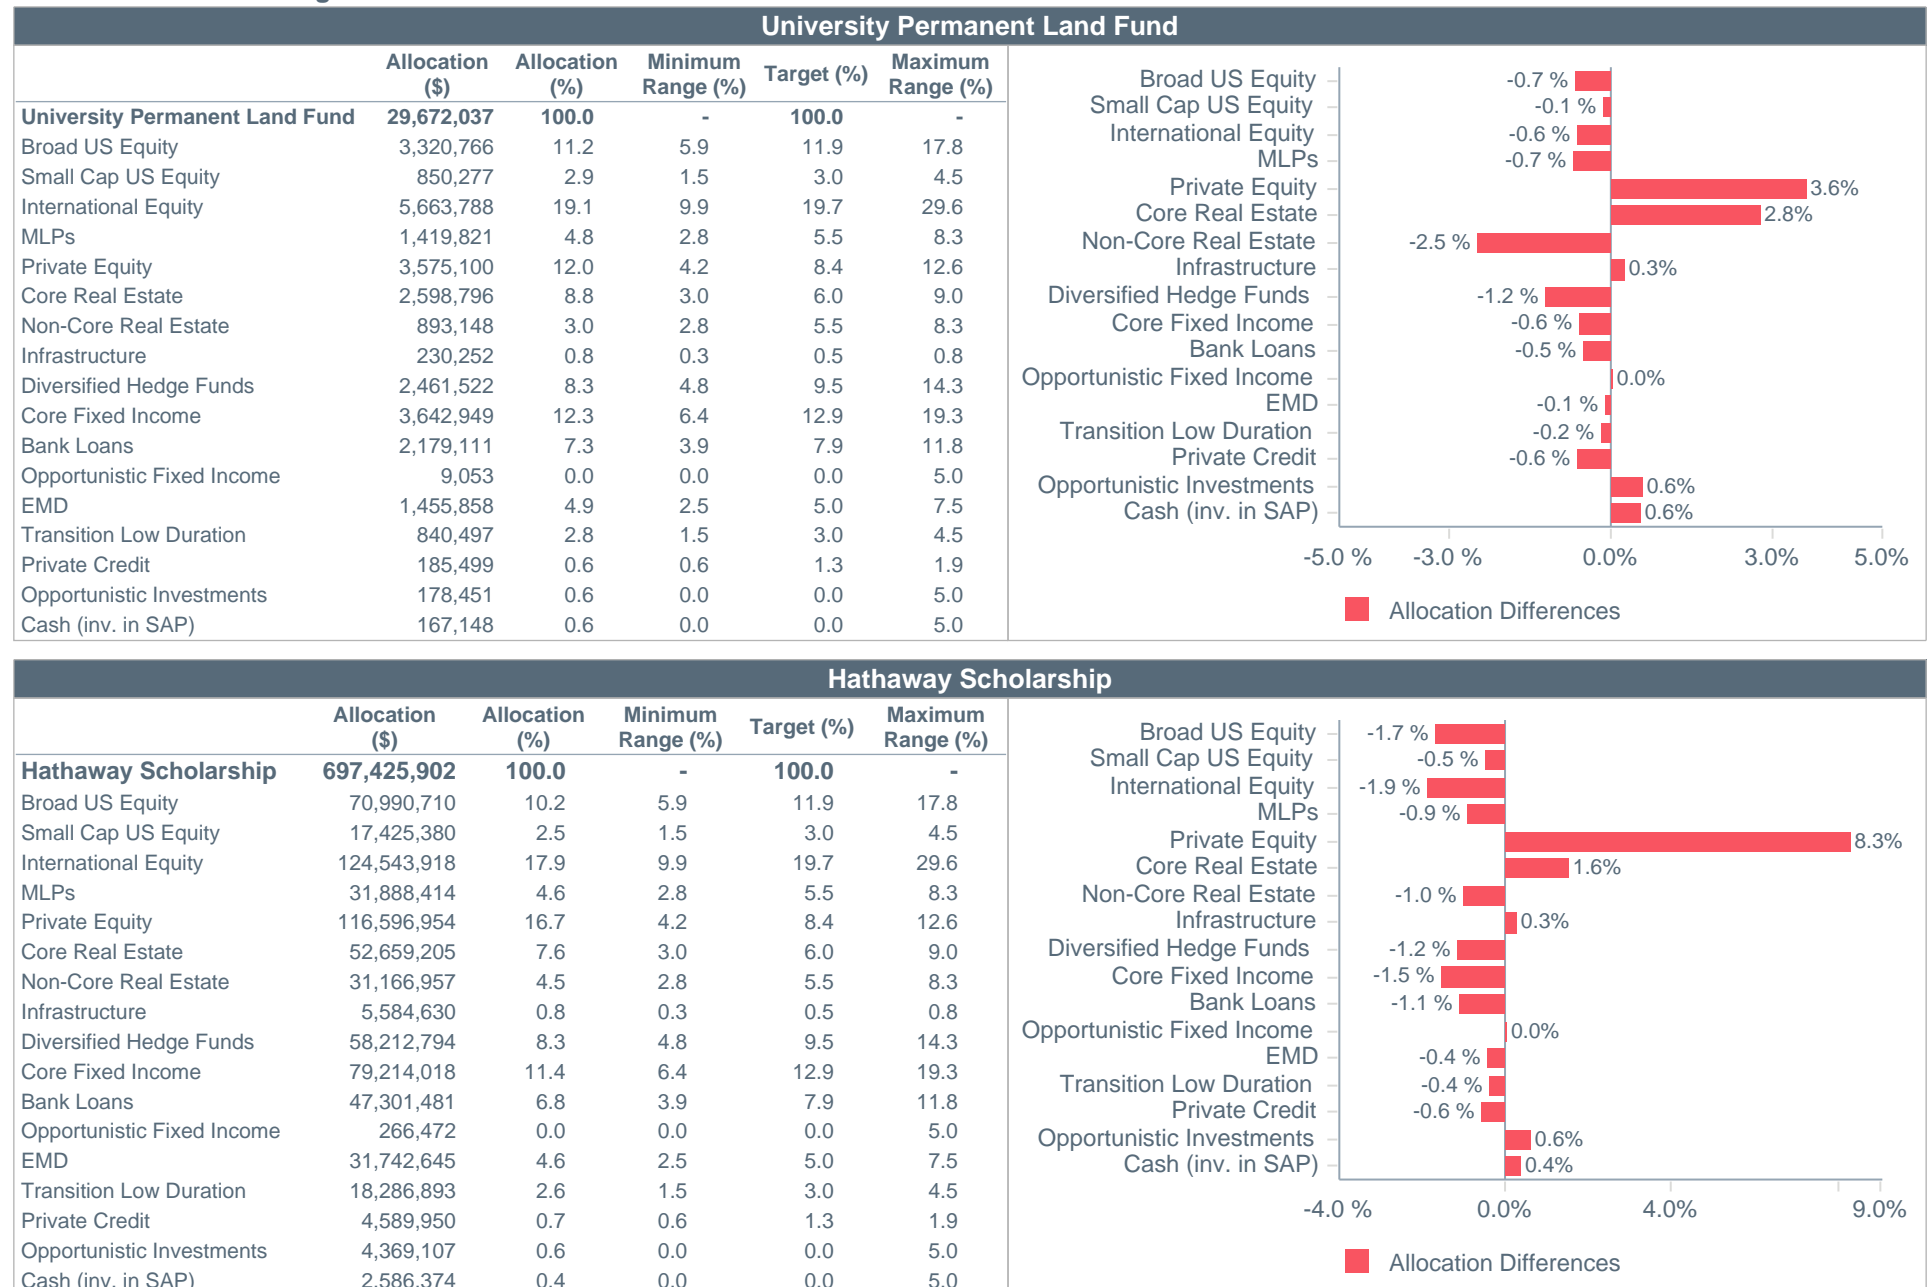 University Permanent Land Fund
Allocation ($) Allocation (%) Minimum Range (%) Target (%) Maximum Range (%)
University Permanent Land Fund 29,672,037 100.0 - 100.0 -
Broad US Equity 3,320,766 11.2 5.9 11.9 17.8
Small Cap US Equity 850,277 2.9 1.5 3.0 4.5
International Equity 5,663,788 19.1 9.9 19.7 29.6
MLPs 1,419,821 4.8 2.8 5.5 8.3
Private Equity 3,575,100 12.0 4.2 8.4 12.6
Core Real Estate 2,598,796 8.8 3.0 6.0 9.0
Non-Core Real Estate 893,148 3.0 2.8 5.5 8.3
Infrastructure 230,252 0.8 0.3 0.5 0.8
Diversified Hedge Funds 2,461,522 8.3 4.8 9.5 14.3
Core Fixed Income 3,642,949 12.3 6.4 12.9 19.3
Bank Loans 2,179,111 7.3 3.9 7.9 11.8
Opportunistic Fixed Income 9,053 0.0 0.0 0.0 5.0
EMD 1,455,858 4.9 2.5 5.0 7.5
Transition Low Duration 840,497 2.8 1.5 3.0 4.5
Private Credit 185,499 0.6 0.6 1.3 1.9
Opportunistic Investments 178,451 0.6 0.0 0.0 5.0
Cash (inv. in SAP) 167,148 0.6 0.0 0.0 5.0
Broad US Equity -0.7 %
Small Cap US Equity -0.1 %
International Equity -0.6 %
MLPs -0.7 %
Private Equity 3.6%
Core Real Estate 2.8%
Non-Core Real Estate -2.5 %
Infrastructure 0.3%
Diversified Hedge Funds -1.2 %
Core Fixed Income -0.6 %
Bank Loans -0.5 %
Opportunistic Fixed Income 0.0%
EMD -0.1 %
Transition Low Duration -0.2 %
Private Credit -0.6 %
Opportunistic Investments 0.6%
Cash (inv. in SAP) 0.6%
-5.0 % -3.0 % 0.0% 3.0% 5.0%
Allocation Differences
Hathaway Scholarship
Allocation ($) Allocation (%) Minimum Range (%) Target (%) Maximum Range (%)
Hathaway Scholarship 697,425,902 100.0 - 100.0 -
Broad US Equity 70,990,710 10.2 5.9 11.9 17.8
Small Cap US Equity 17,425,380 2.5 1.5 3.0 4.5
International Equity 124,543,918 17.9 9.9 19.7 29.6
MLPs 31,888,414 4.6 2.8 5.5 8.3
Private Equity 116,596,954 16.7 4.2 8.4 12.6
Core Real Estate 52,659,205 7.6 3.0 6.0 9.0
Non-Core Real Estate 31,166,957 4.5 2.8 5.5 8.3
Infrastructure 5,584,630 0.8 0.3 0.5 0.8
Diversified Hedge Funds 58,212,794 8.3 4.8 9.5 14.3
Core Fixed Income 79,214,018 11.4 6.4 12.9 19.3
Bank Loans 47,301,481 6.8 3.9 7.9 11.8
Opportunistic Fixed Income 266,472 0.0 0.0 0.0 5.0
EMD 31,742,645 4.6 2.5 5.0 7.5
Transition Low Duration 18,286,893 2.6 1.5 3.0 4.5
Private Credit 4,589,950 0.7 0.6 1.3 1.9
Opportunistic Investments 4,369,107 0.6 0.0 0.0 5.0
Cash (inv. in SAP) 2,586,374 0.4 0.0 0.0 5.0
Broad US Equity -1.7 %
Small Cap US Equity -0.5 %
International Equity -1.9 %
MLPs -0.9 %
Private Equity 8.3%
Core Real Estate 1.6%
Non-Core Real Estate -1.0 %
Infrastructure 0.3%
Diversified Hedge Funds -1.2 %
Core Fixed Income -1.5 %
Bank Loans -1.1 %
Opportunistic Fixed Income 0.0%
EMD -0.4 %
Transition Low Duration -0.4 %
Private Credit -0.6 %
Opportunistic Investments 0.6%
Cash (inv. in SAP) 0.4%
-4.0 % 0.0% 4.0% 9.0%
Allocation Differences